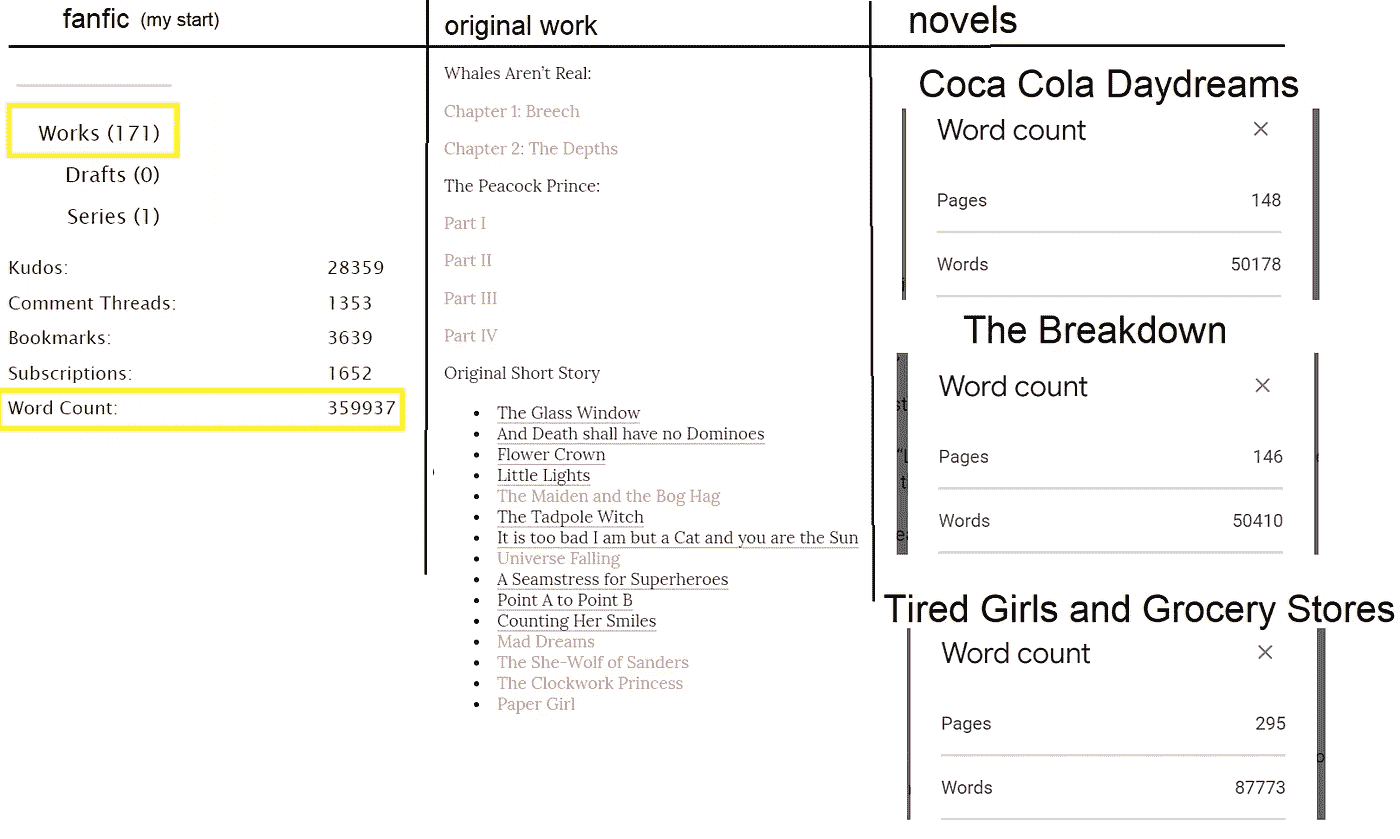 fanfic (my start)
Works (171)
Drafts (0)
Series (1)
Kudos: 28359
Comment Threads: 1353
Bookmarks: 3639
Subscriptions: 1652
Word Count: 359937
original work
Whales Aren't Real:
Chapter 1: Breech
Chapter 2: The Depths
The Peacock Prince:
Part I
Part II
Part III
Part IV
Original Short Story
The Glass Window
And Death shall have no Dominoes
Flower Crown
Little Lights
The Maiden and the Bog Hag
The Tadpole Witch
It is too bad I am but a Cat and you are the Sun
Universe Falling
A Seamstress for Superheroes
Point A to Point B
Counting Her Smiles
Mad Dreams
The She-Wolf of Sanders
The Clockwork Princess
Paper Girl
novels
Coca Cola Daydreams
Word count
Pages 148
Words 50178
The Breakdown
Word count
Pages 146
Words 50410
Tired Girls and Grocery Stores
Word count
Pages 295
Words 87773